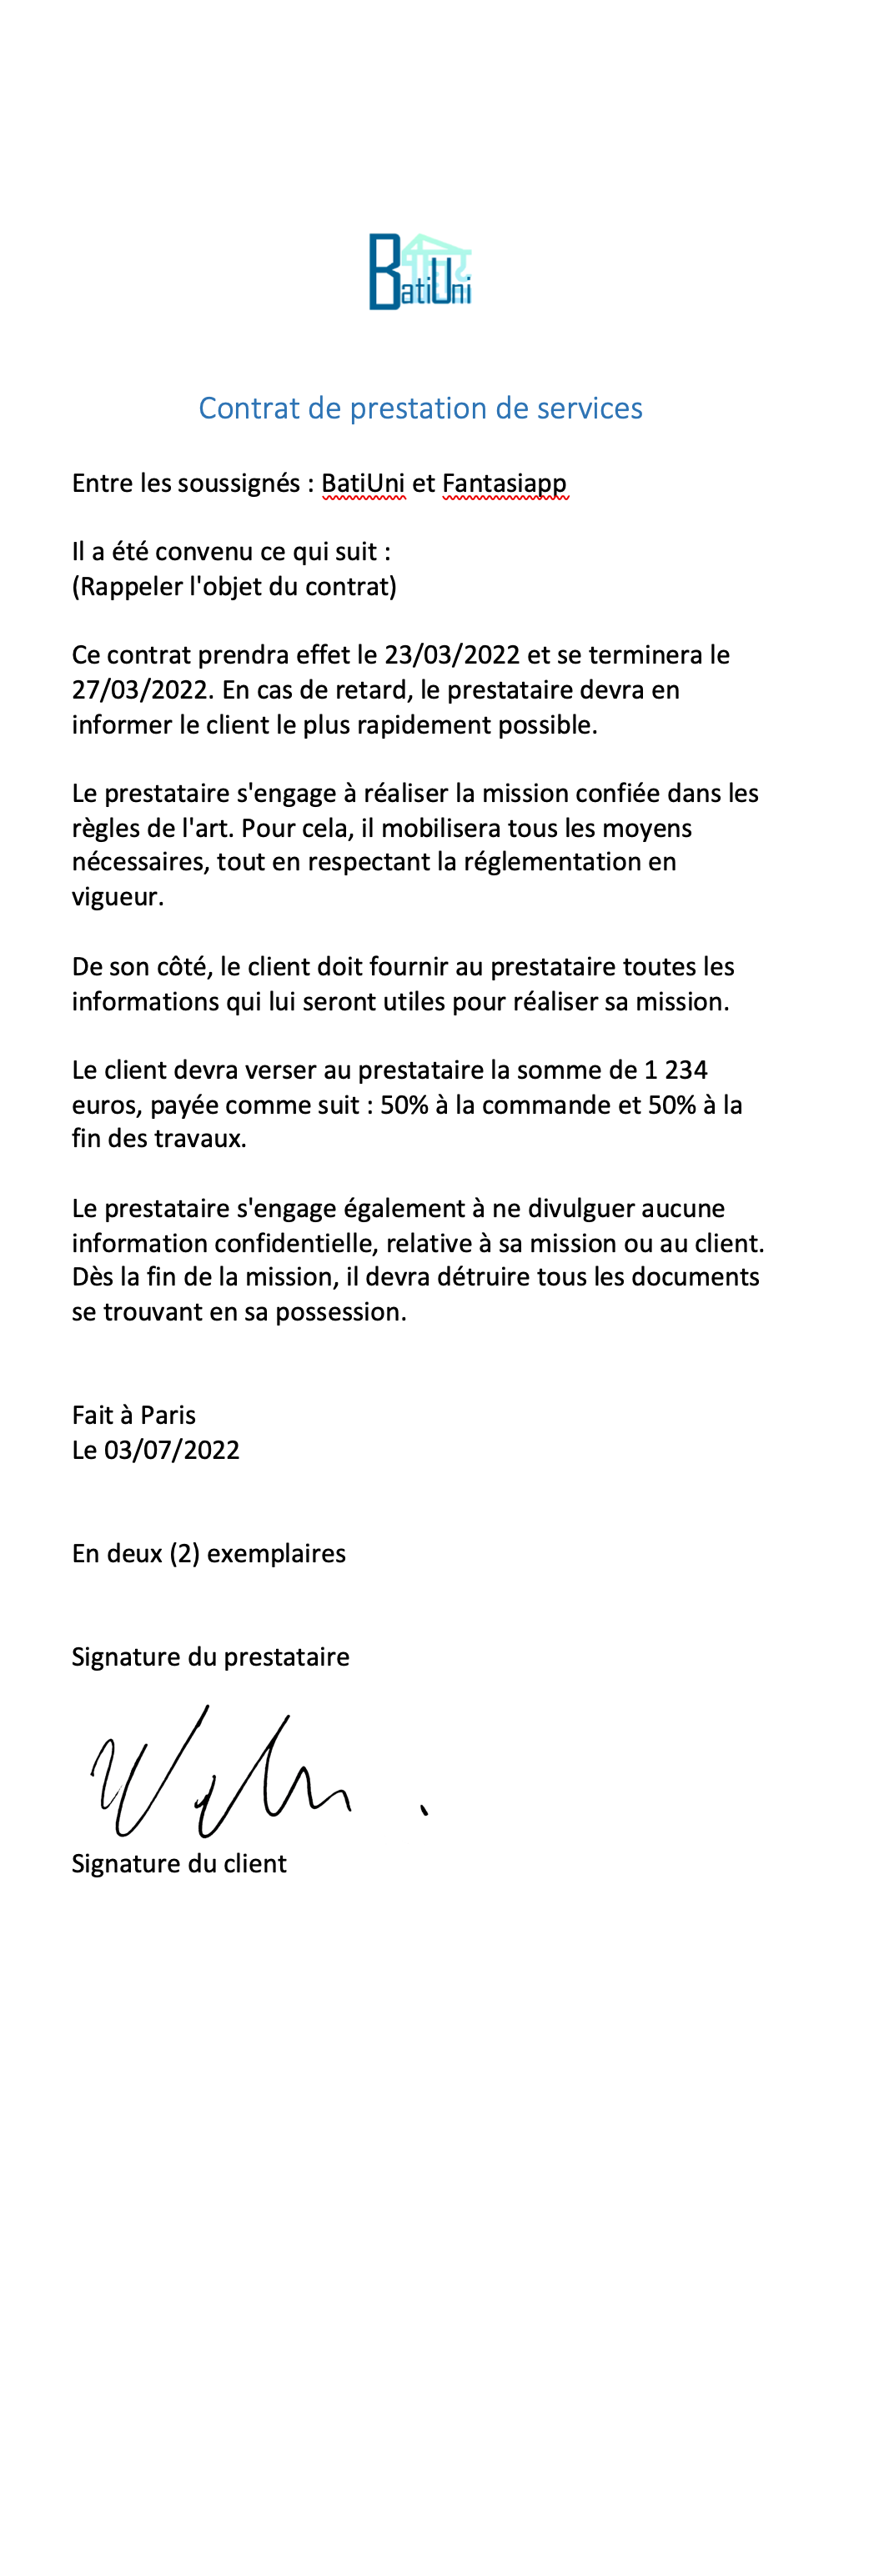 BatiUni
Contrat de prestation de services
Entre les soussignés : BatiUni et Fantasiapp
Il a été convenu ce qui suit :
(Rappeler l'objet du contrat)
Ce contrat prendra effet le 23/03/2022 et se terminera le
27/03/2022. En cas de retard, le prestataire devra en
informer le client le plus rapidement possible.
Le prestataire s'engage à réaliser la mission confiée dans les
règles de l'art. Pour cela, il mobilisera tous les moyens
nécessaires, tout en respectant la réglementation en
vigueur.
De son côté, le client doit fournir au prestataire toutes les
informations qui lui seront utiles pour réaliser sa mission.
Le client devra verser au prestataire la somme de 1 234
euros, payée comme suit : 50% à la commande et 50% à la
fin des travaux.
Le prestataire s'engage également à ne divulguer aucune
information confidentielle, relative à sa mission ou au client.
Dès la fin de la mission, il devra détruire tous les documents
se trouvant en sa possession.
Fait à Paris
Le 03/07/2022
En deux (2) exemplaires
Signature du prestataire
Signature du client